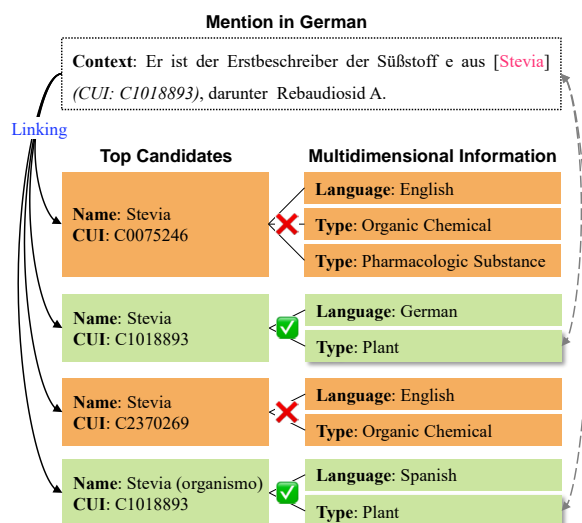 Mention in German
Context: Er ist der Erstbeschreiber der Süßstoff e aus [Stevia]
(CUI: C1018893), darunter Rebaudiosid A.
Linking
Top Candidates
Multidimensional Information
Name: Stevia
CUI: C0075246
Language: English
Type: Organic Chemical
Type: Pharmacologic Substance
Name: Stevia
CUI: C1018893
Language: German
Type: Plant
Name: Stevia
CUI: C2370269
Language: English
Type: Organic Chemical
Name: Stevia (organismo)
CUI: C1018893
Language: Spanish
Type: Plant